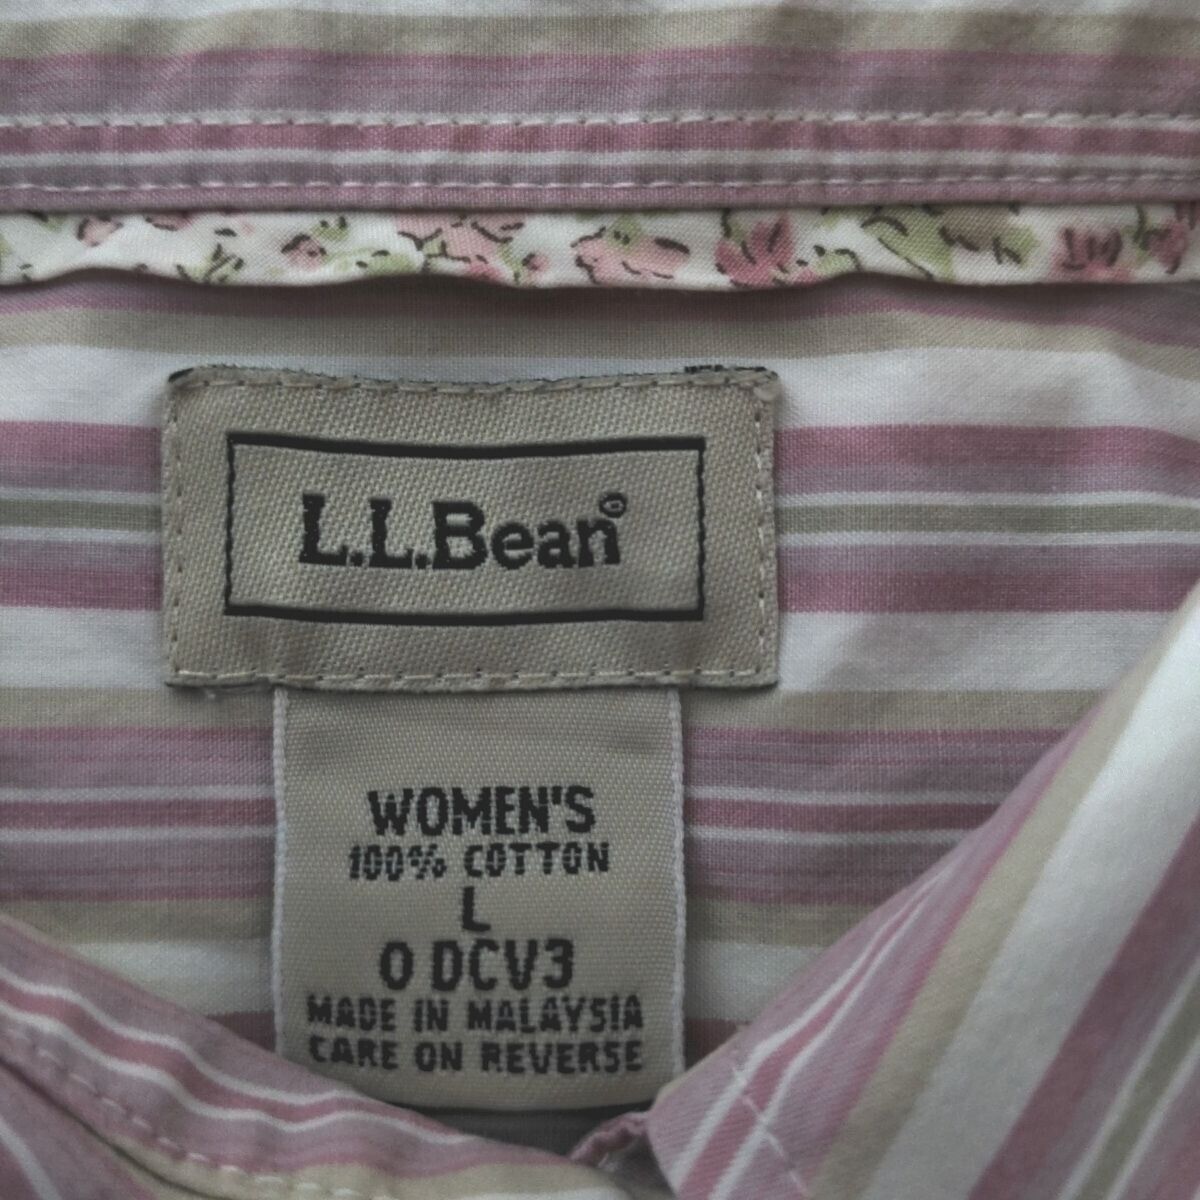 L.L.Bean®
WOMEN'S
100% COTTON
L
0 DCV3
MADE IN MALAYSIA
CARE ON REVERSE